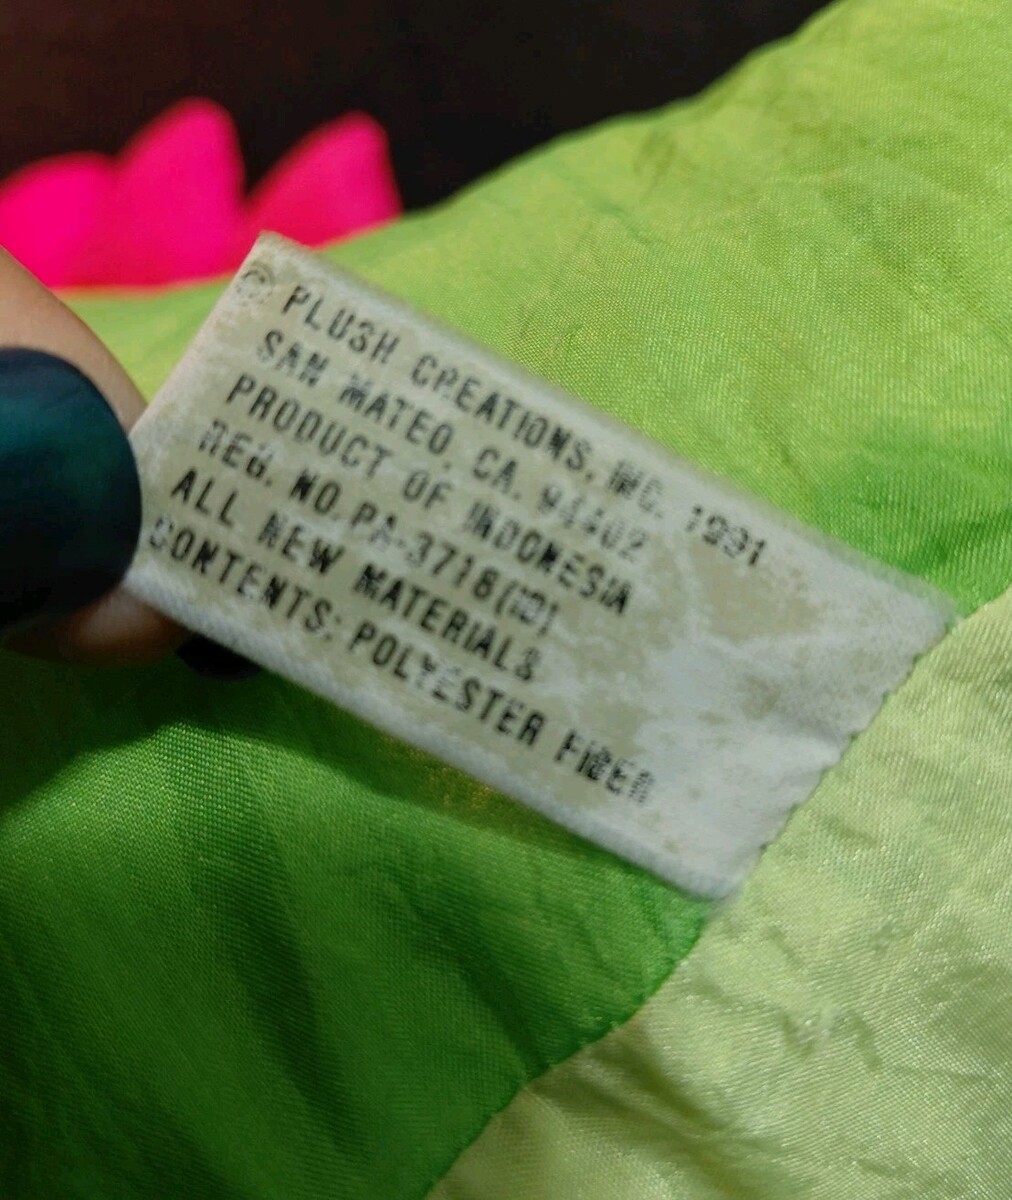 © PLUSH CREATIONS, INC. 1991
SAN MATEO, CA. 94402
PRODUCT OF INDONESIA
REG. NO. PA-3718(ID)
ALL NEW MATERIALS
CONTENTS: POLYESTER FIBER